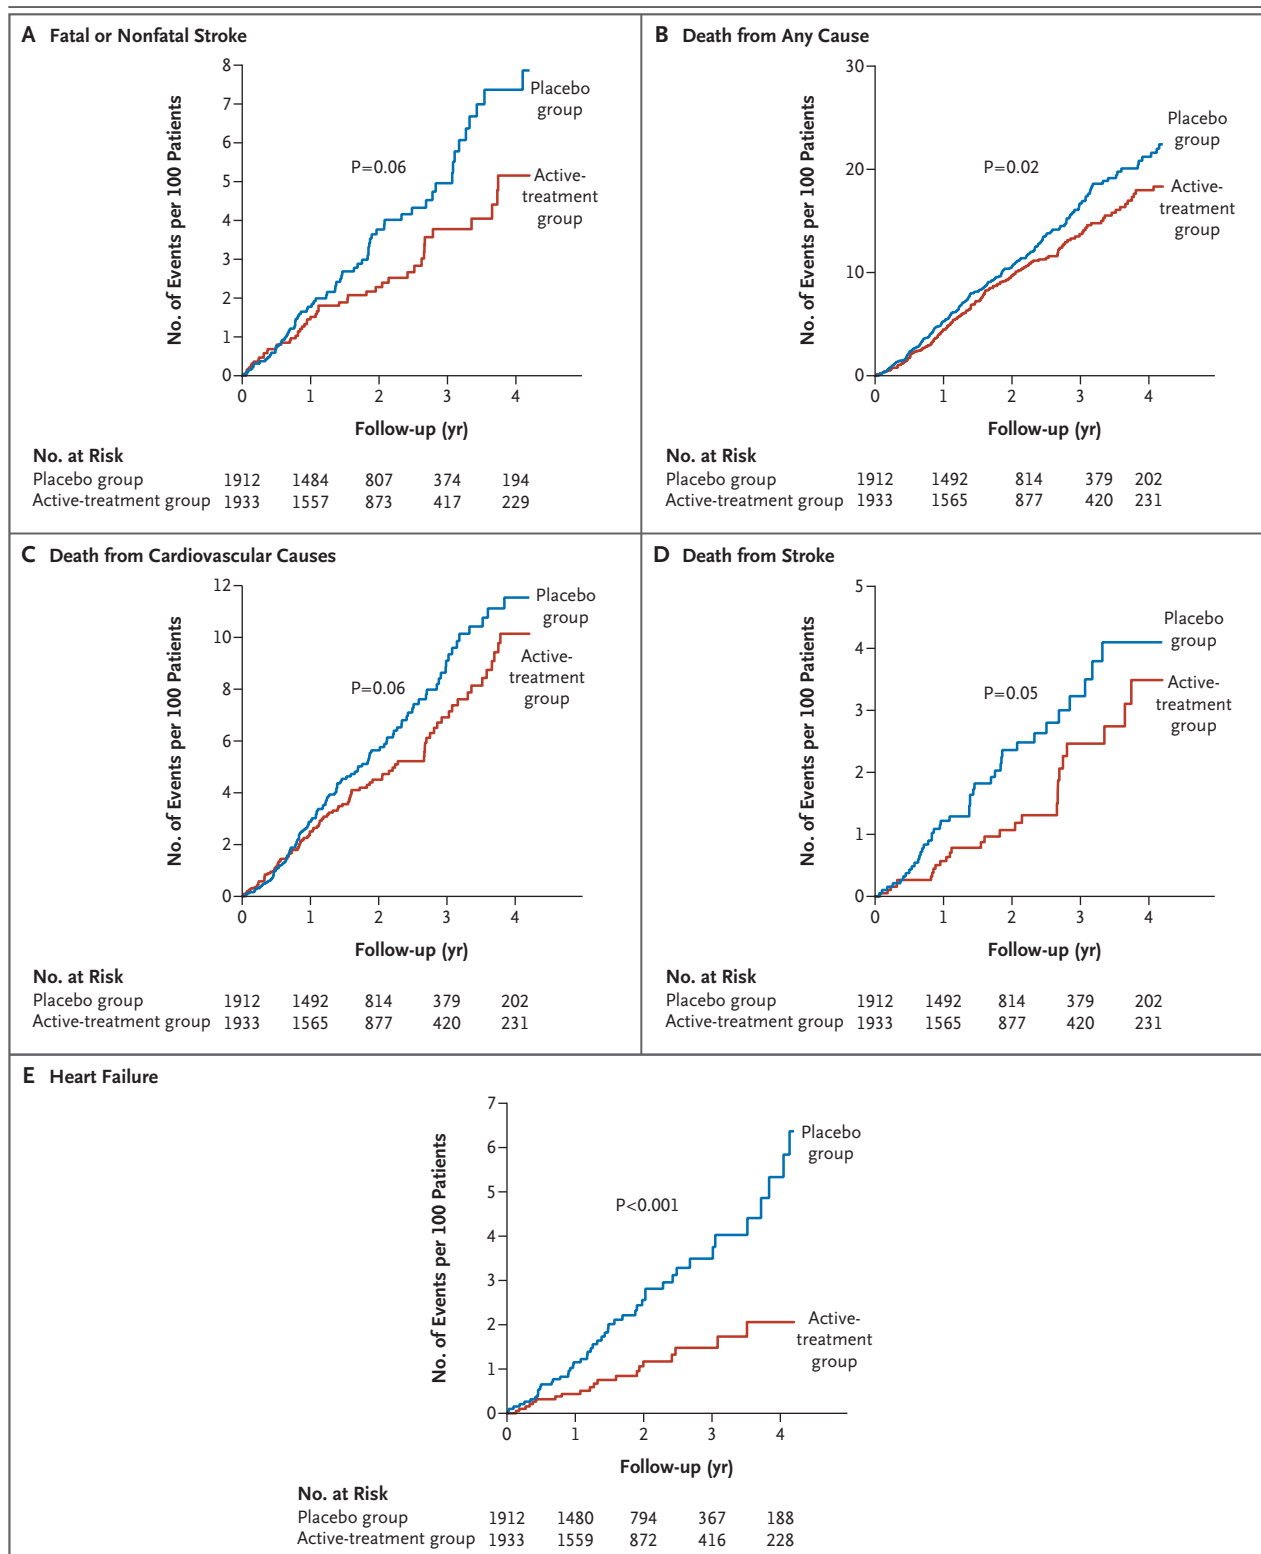 A Fatal or Nonfatal Stroke
No. of Events per 100 Patients
8
7
6
5
4
3
2
1
0
P=0.06
Placebo
group
Active-
treatment
group
0 1 2 3 4
Follow-up (yr)
No. at Risk
Placebo group 1912 1484 807 374 194
Active-treatment group 1933 1557 873 417 229
B Death from Any Cause
No. of Events per 100 Patients
30
20
10
0
P=0.02
Placebo
group
Active-
treatment
group
0 1 2 3 4
Follow-up (yr)
No. at Risk
Placebo group 1912 1492 814 379 202
Active-treatment group 1933 1565 877 420 231
C Death from Cardiovascular Causes
No. of Events per 100 Patients
12
10
8
6
4
2
0
P=0.06
Placebo
group
Active-
treatment
group
0 1 2 3 4
Follow-up (yr)
No. at Risk
Placebo group 1912 1492 814 379 202
Active-treatment group 1933 1565 877 420 231
D Death from Stroke
No. of Events per 100 Patients
5
4
3
2
1
0
P=0.05
Placebo
group
Active-
treatment
group
0 1 2 3 4
Follow-up (yr)
No. at Risk
Placebo group 1912 1492 814 379 202
Active-treatment group 1933 1565 877 420 231
E Heart Failure
No. of Events per 100 Patients
7
6
5
4
3
2
1
0
P<0.001
Placebo
group
Active-
treatment
group
0 1 2 3 4
Follow-up (yr)
No. at Risk
Placebo group 1912 1480 794 367 188
Active-treatment group 1933 1559 872 416 228